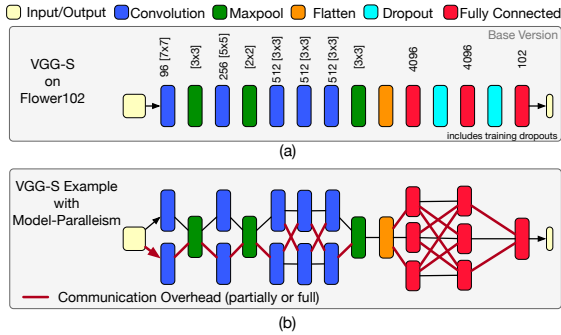 Input/Output Convolution Maxpool Flatten Dropout Fully Connected
Base Version
VGG-S
on
Flower102
96 [7x7]
[3x3]
256 [5x5]
[2x2]
512 [3x3]
512 [3x3]
512 [3x3]
[3x3]
4096
4096
102
includes training dropouts
(a)
VGG-S Example
with
Model-Paralleism
Communication Overhead (partially or full)
(b)